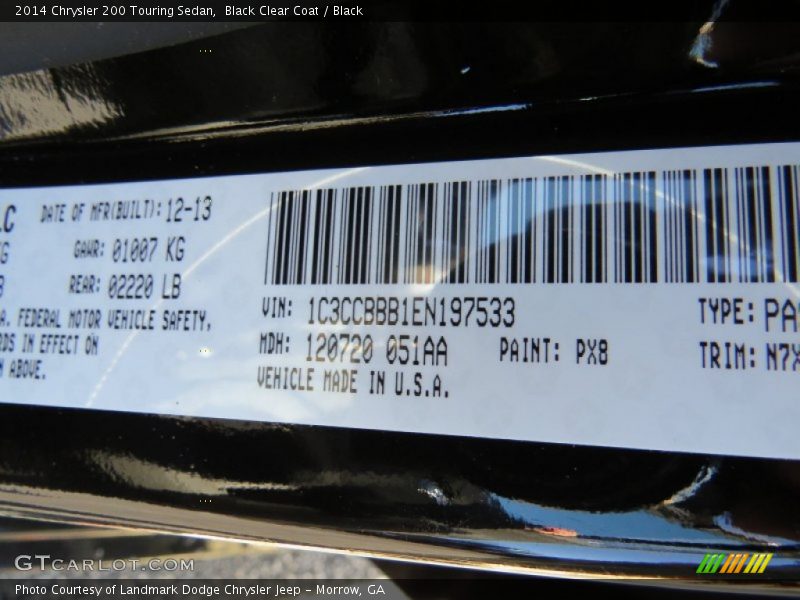 2014 Chrysler 200 Touring Sedan,  Black Clear Coat / Black
LC DATE OF MFR(BUILT): 12-13
GAWR: 01007 KG
REAR: 02220 LB
FEDERAL MOTOR VEHICLE SAFETY,
IN EFFECT ON
ABOVE.
VIN: 1C3CCBBB1EN197533 TYPE:
MDH: 120720 051AA PAINT: PX8 TRIM: N7X
VEHICLE MADE IN U.S.A.
GTCARLOT.COM
Photo Courtesy of Landmark Dodge Chrysler Jeep - Morrow, GA